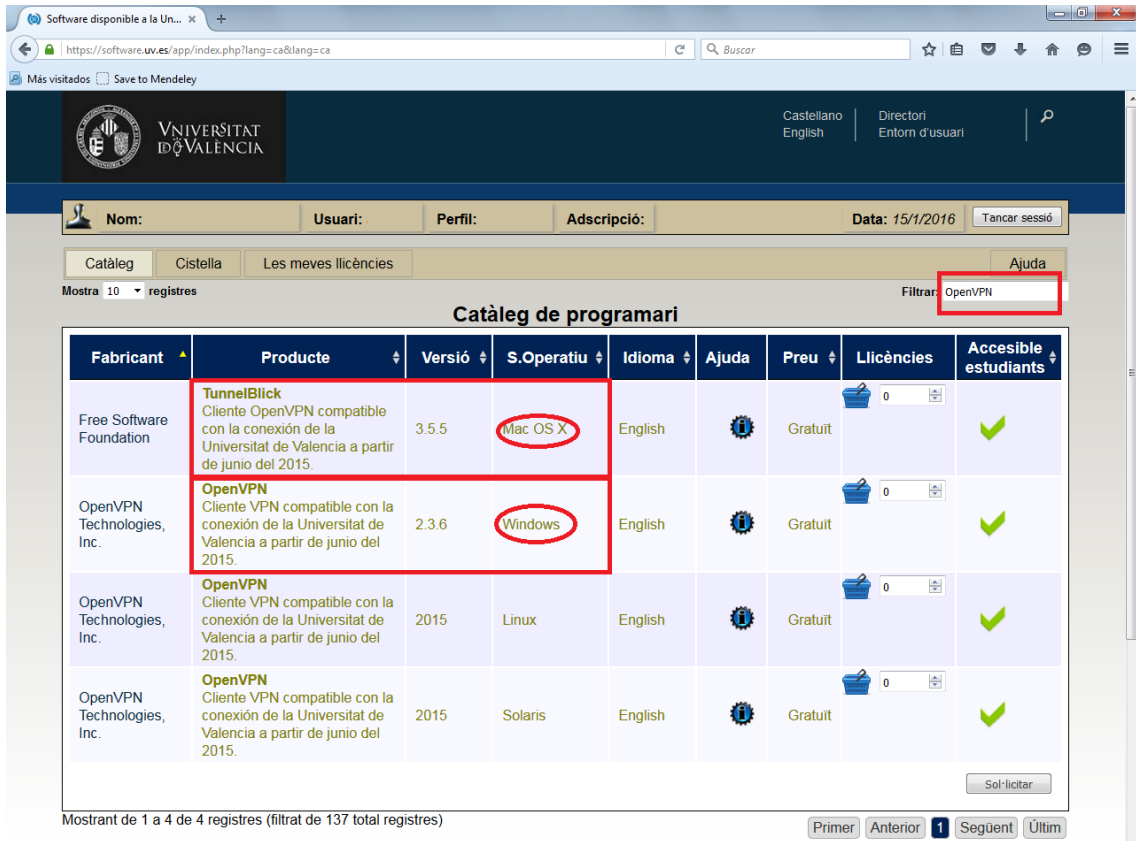 Software disponible a la Un...
https://software.uv.es/app/index.php?lang=ca&lang=ca
Buscar
Más visitados Save to Mendeley
VNIVERSITAT
DE VALÈNCIA
Castellano
English
Directori
Entorn d'usuari
Nom: Usuari: Perfil: Adscripció: Data: 15/1/2016 Tancar sessió
Catàleg Cistella Les meves llicències Ajuda
Mostra 10 registres Filtrar: OpenVPN
Catàleg de programari
Fabricant Producte Versió S.Operatiu Idioma Ajuda Preu Llicències Accesible
estudiants
Free Software
Foundation
TunnelBlick
Cliente OpenVPN compatible
con la conexión de la
Universitat de Valencia a partir
de junio del 2015.
3.5.5 Mac OS X English Gratuït 0
OpenVPN
Technologies,
Inc.
OpenVPN
Cliente VPN compatible con la
conexión de la Universitat de
Valencia a partir de junio del
2015.
2.3.6 Windows English Gratuït 0
OpenVPN
Technologies,
Inc.
OpenVPN
Cliente VPN compatible con la
conexión de la Universitat de
Valencia a partir de junio del
2015.
2015 Linux English Gratuït 0
OpenVPN
Technologies,
Inc.
OpenVPN
Cliente VPN compatible con la
conexión de la Universitat de
Valencia a partir de junio del
2015.
2015 Solaris English Gratuït 0
Sol·licitar
Mostrant de 1 a 4 de 4 registres (filtrat de 137 total registres)
Primer Anterior 1 Següent Últim